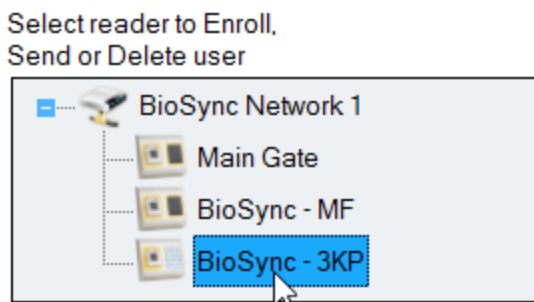 Select reader to Enroll,
Send or Delete user
BioSync Network 1
Main Gate
BioSync - MF
BioSync - 3KP